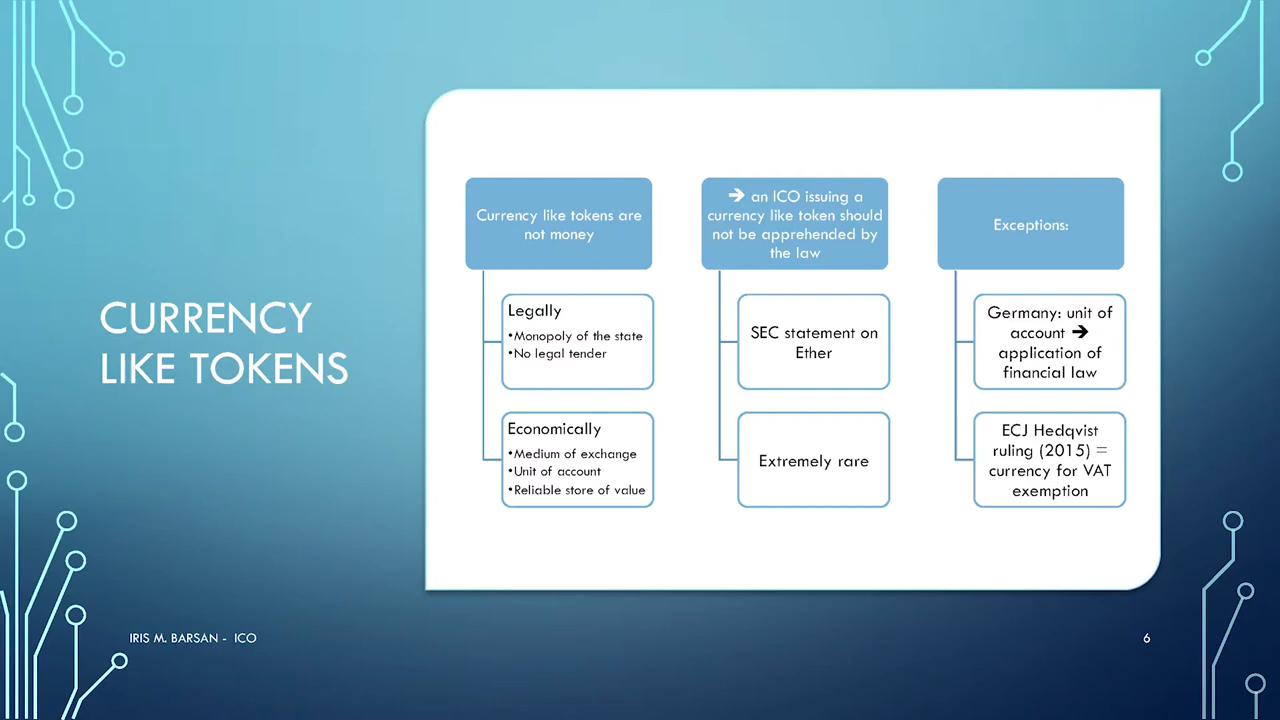 CURRENCY
LIKE TOKENS
Currency like tokens are
not money
Legally
•Monopoly of the state
•No legal tender
Economically
•Medium of exchange
•Unit of account
•Reliable store of value
➔ an ICO issuing a
currency like token should
not be apprehended by
the law
SEC statement on
Ether
Extremely rare
Exceptions:
Germany: unit of
account ➔
application of
financial law
ECJ Hedqvist
ruling (2015) =
currency for VAT
exemption
IRIS M. BARSAN - ICO
6